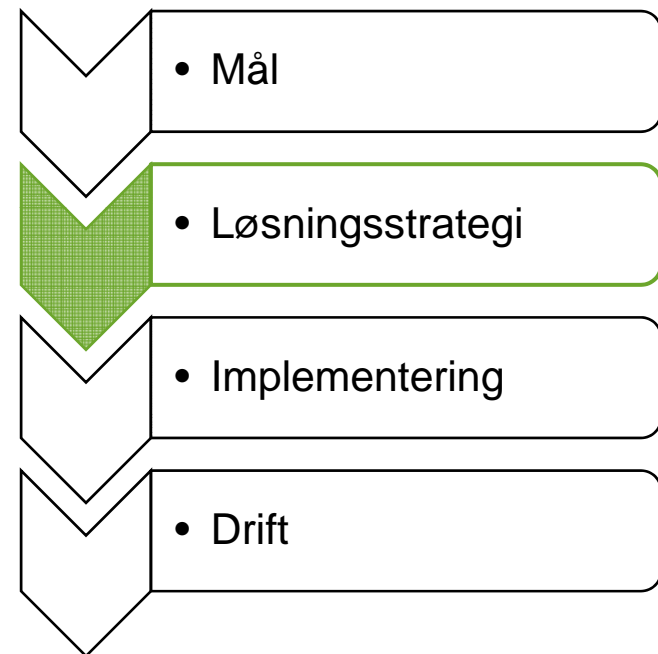 • Mål
• Løsningsstrategi
• Implementering
• Drift